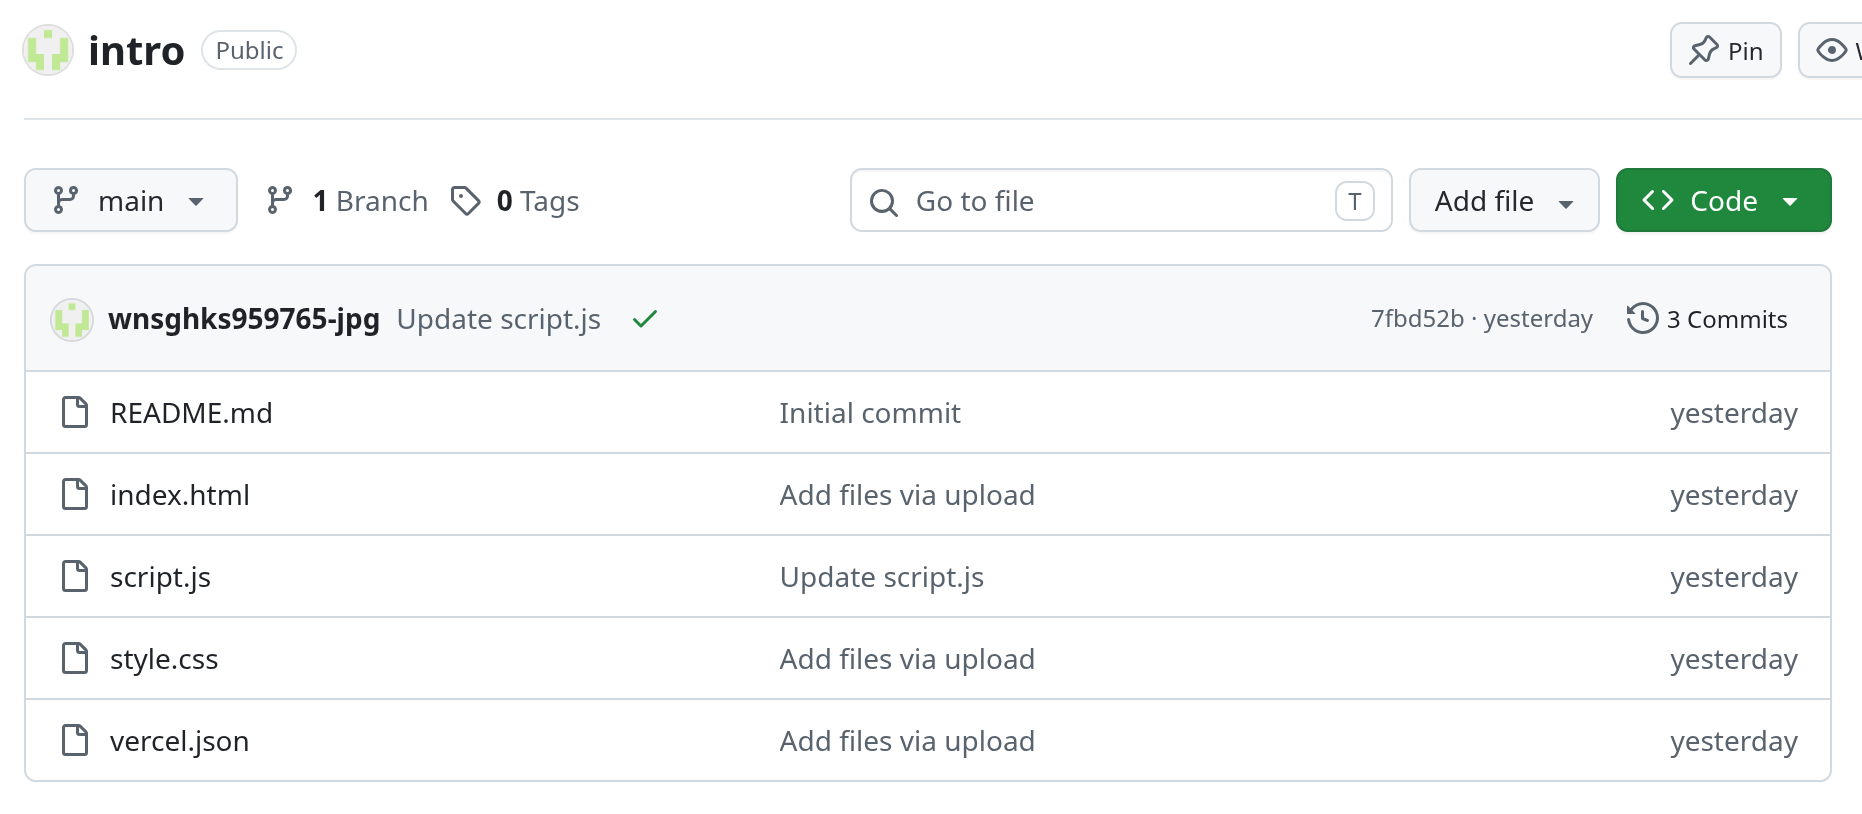 intro Public Pin
main 1 Branch 0 Tags Go to file T Add file Code
wnsghks959765-jpg Update script.js 7fbd52b · yesterday 3 Commits
README.md Initial commit yesterday
index.html Add files via upload yesterday
script.js Update script.js yesterday
style.css Add files via upload yesterday
vercel.json Add files via upload yesterday